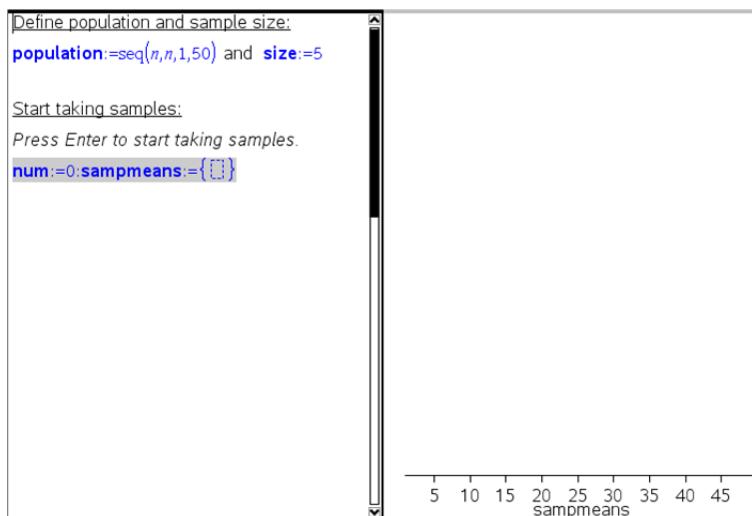 Define population and sample size:
population:=seq(n,n,1,50) and size:=5
Start taking samples:
Press Enter to start taking samples.
num:=0:sampmeans:={}
5 10 15 20 25 30 35 40 45
sampmeans